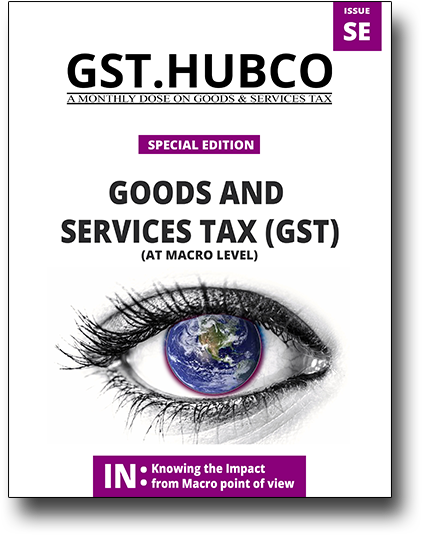 ISSUE
SE
GST.HUBCO
A MONTHLY DOSE ON GOODS & SERVICES TAX
SPECIAL EDITION
GOODS AND
SERVICES TAX (GST)
(AT MACRO LEVEL)
IN: Knowing the Impact
from Macro point of view